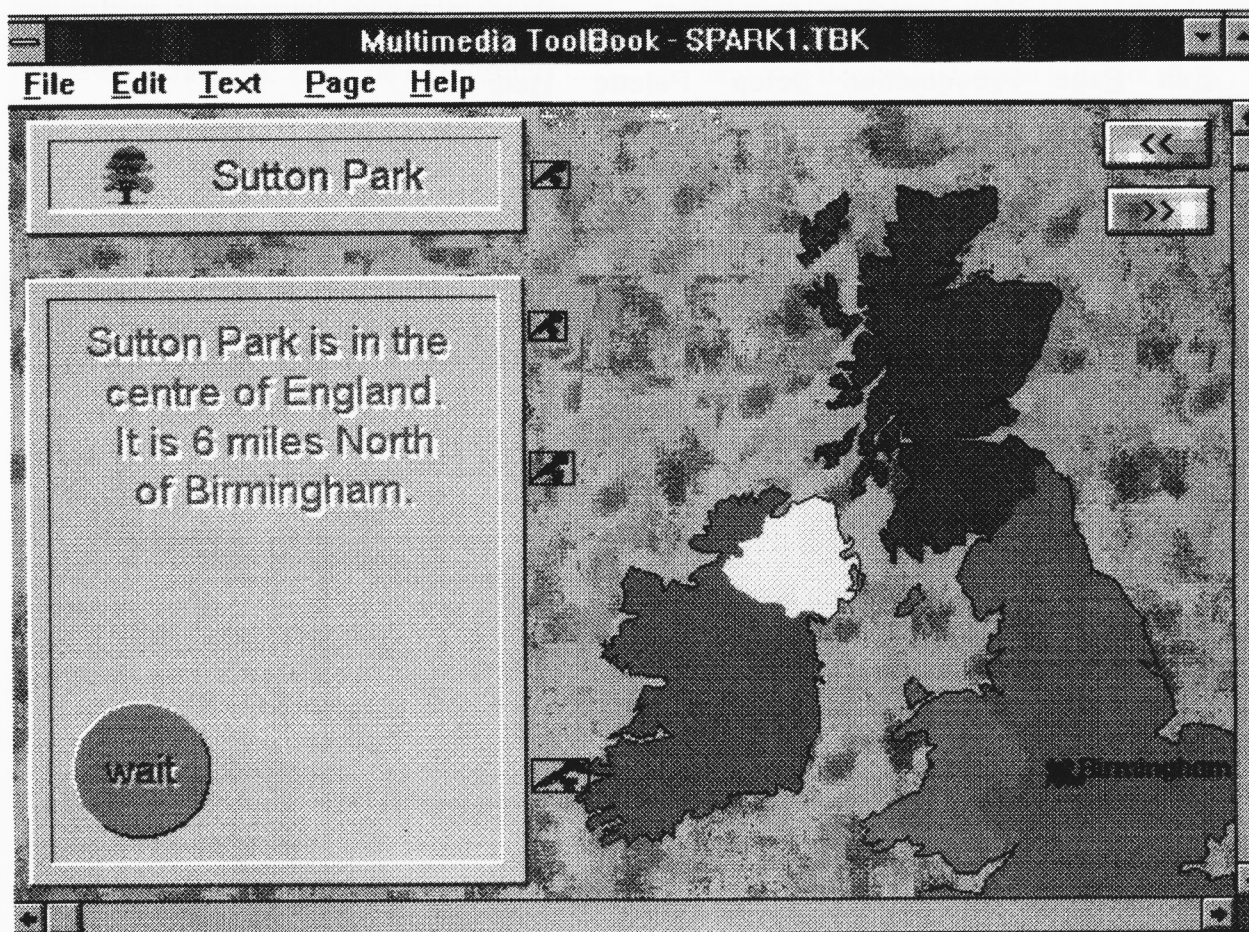 Multimedia ToolBook - SPARK1.TBK
File Edit Text Page Help
Sutton Park
<<
>>
Sutton Park is in the
centre of England.
It is 6 miles North
of Birmingham.
wait
Birmingham